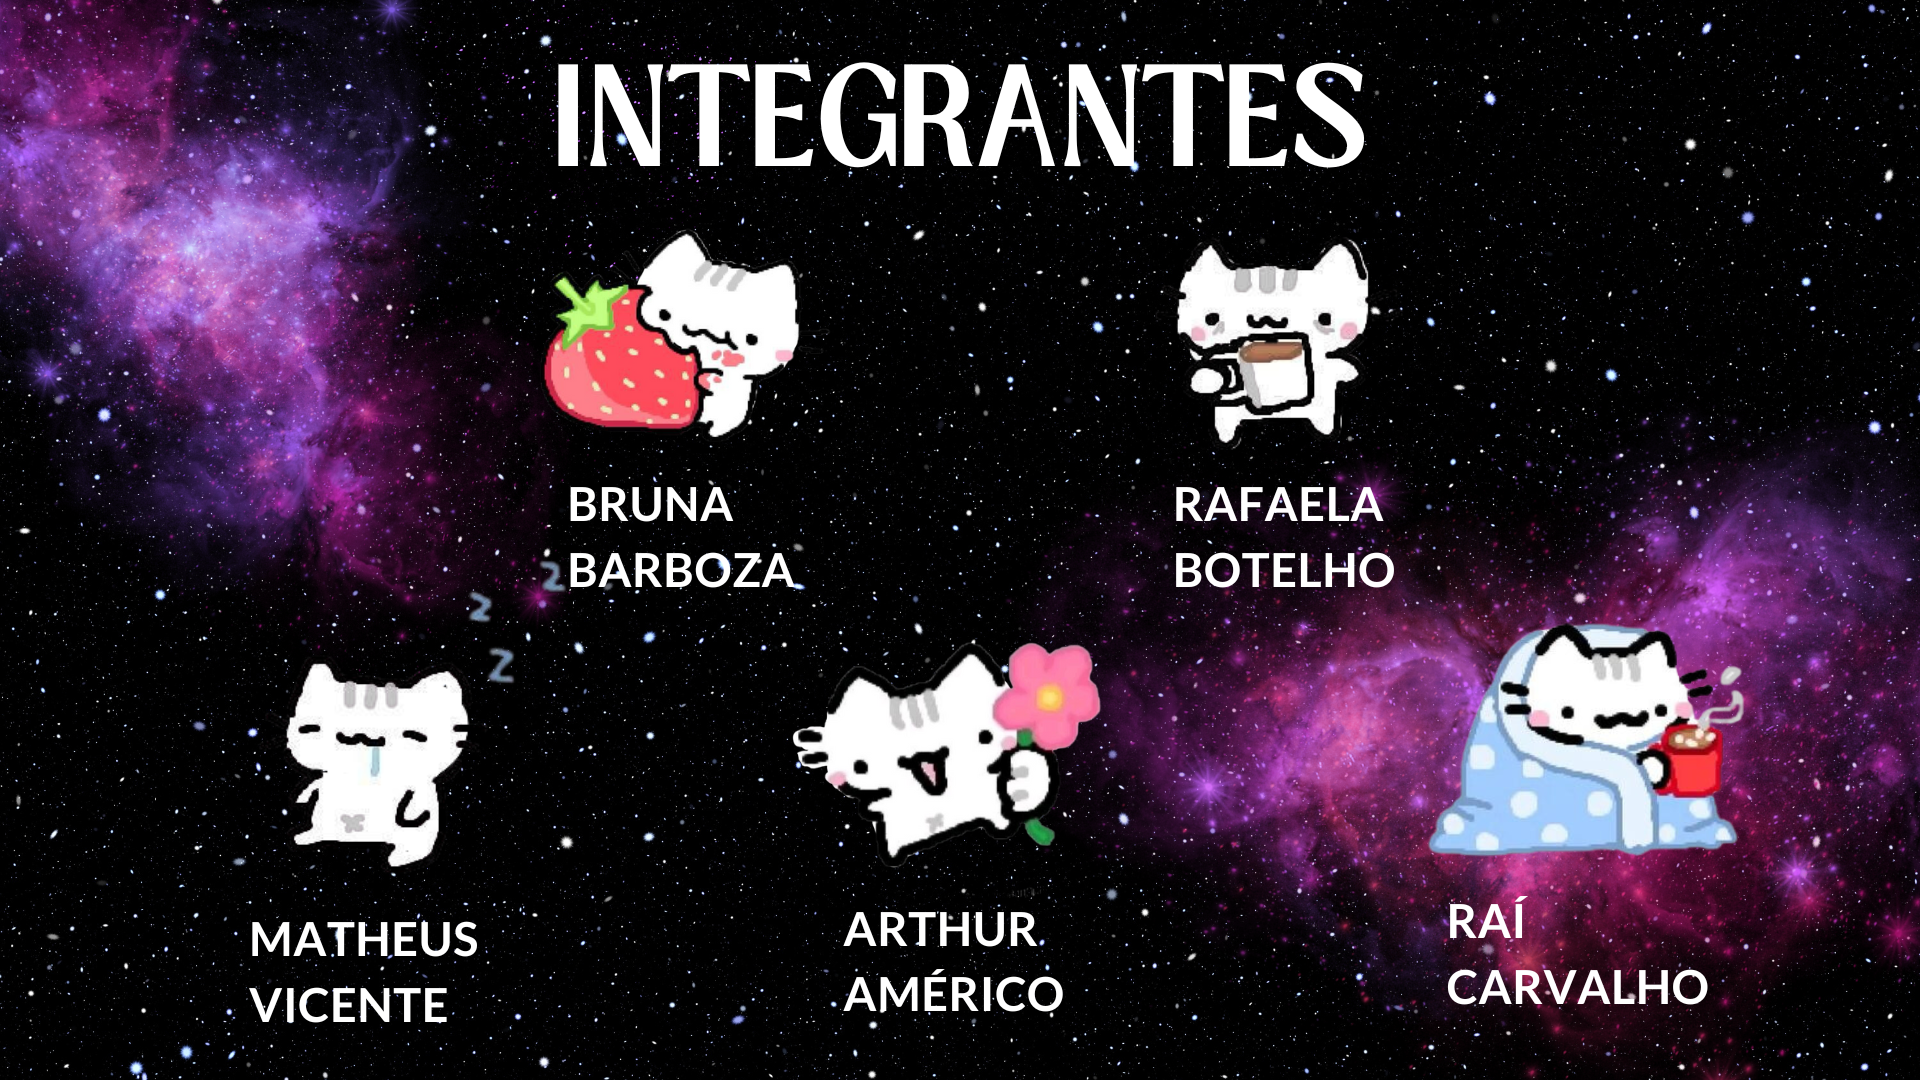 INTEGRANTES
BRUNA
BARBOZA
RAFAELA
BOTELHO
z
z
z
MATHEUS
VICENTE
ARTHUR
AMÉRICO
RAÍ
CARVALHO